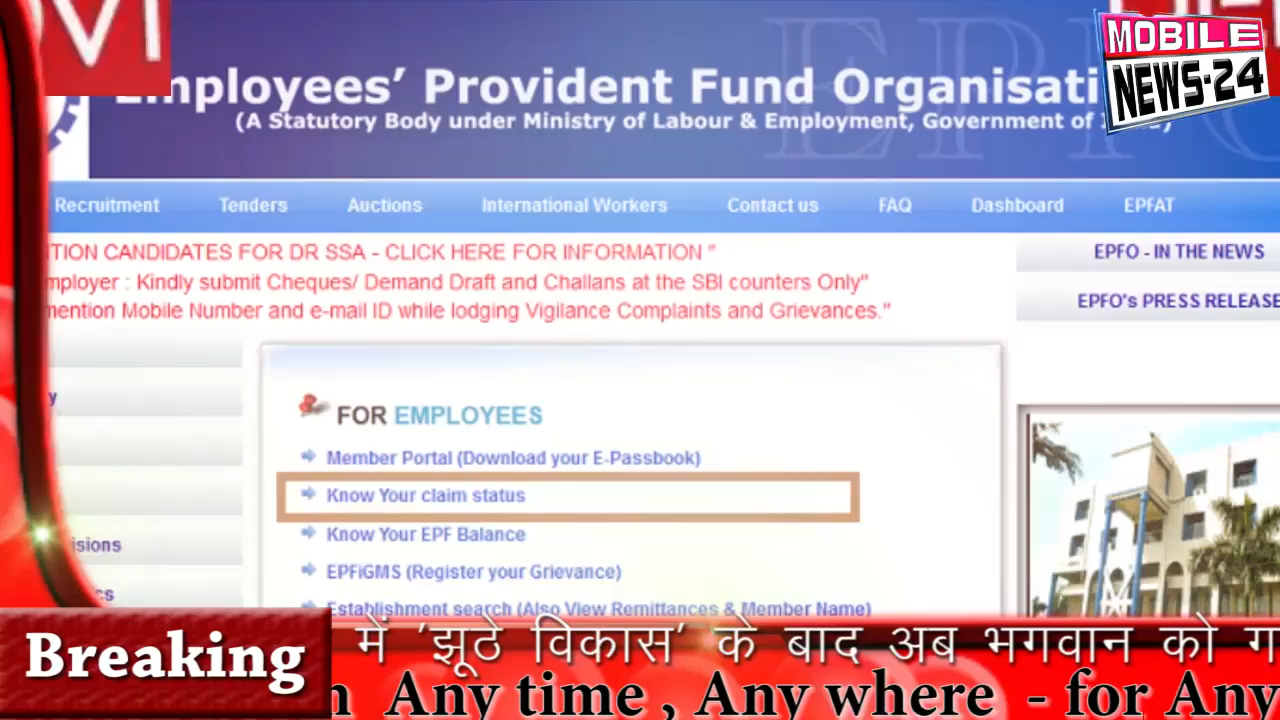 MOBILE
NEWS-24
Employees' Provident Fund Organisati
(A Statutory Body under Ministry of Labour & Employment, Government of
Recruitment Tenders Auctions International Workers Contact us FAQ Dashboard EPFAT
TION CANDIDATES FOR DR SSA - CLICK HERE FOR INFORMATION "
mployer : Kindly submit Cheques/ Demand Draft and Challans at the SBI counters Only"
mention Mobile Number and e-mail ID while lodging Vigilance Complaints and Grievances."
EPFO - IN THE NEWS
EPFO's PRESS RELEASE
FOR EMPLOYEES
Member Portal (Download your E-Passbook)
Know Your claim status
Know Your EPF Balance
EPFiGMS (Register your Grievance)
Establishment search (Also View Remittances & Member Name)
isions
Breaking
में 'झूठे विकास' के बाद अब भगवान को ग
n Any time , Any where - for Any